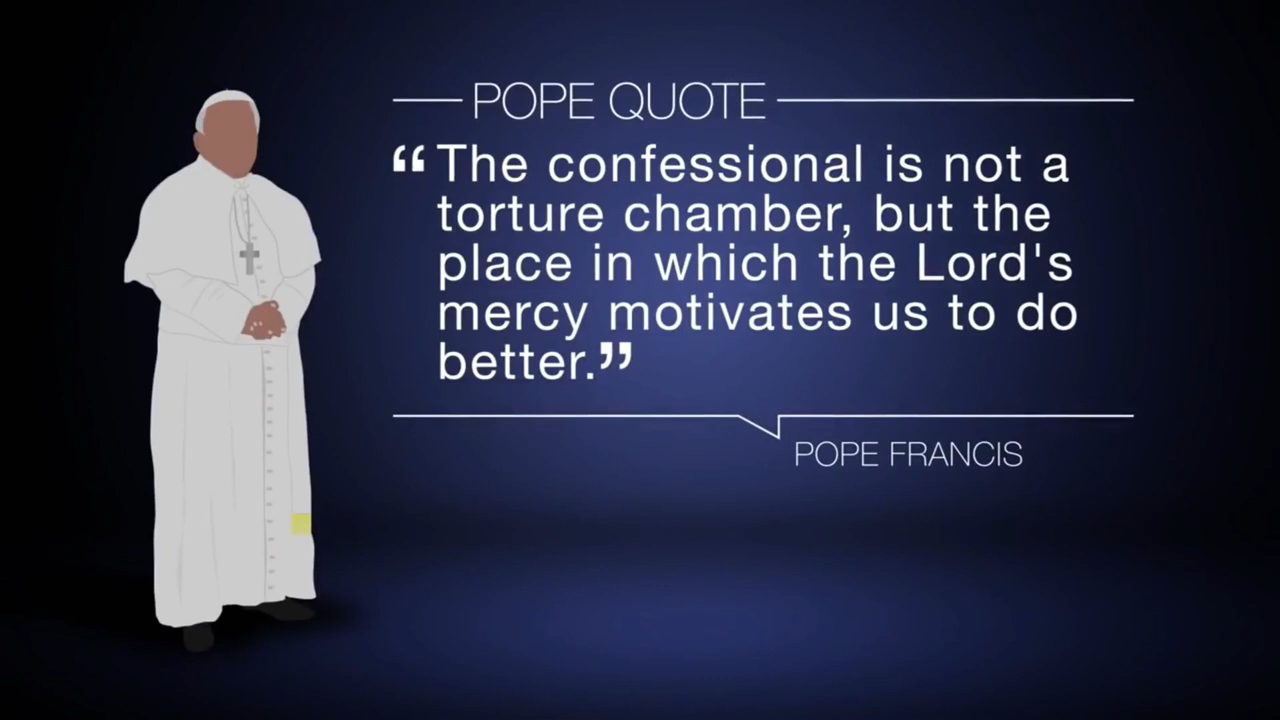 POPE QUOTE
“The confessional is not a
torture chamber, but the
place in which the Lord's
mercy motivates us to do
better.”
POPE FRANCIS